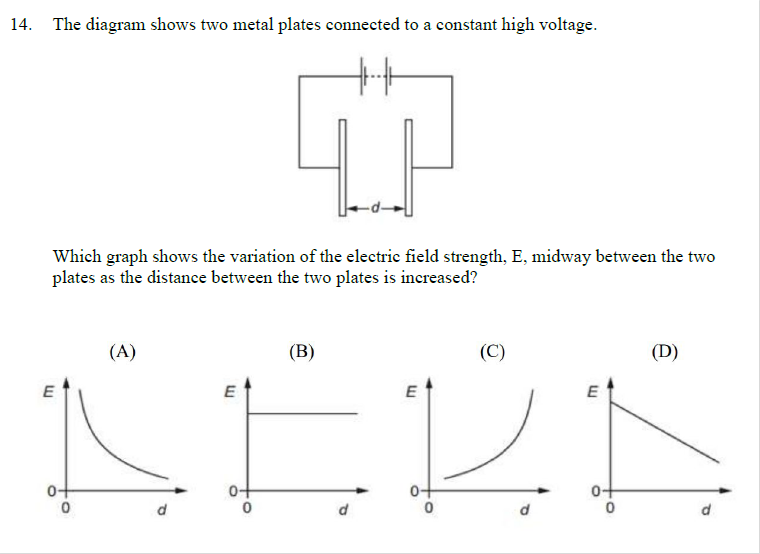 14. The diagram shows two metal plates connected to a constant high voltage.
d
Which graph shows the variation of the electric field strength, E, midway between the two
plates as the distance between the two plates is increased?
(A) (B) (C) (D)
E E E E
0 0 0 0
0 d 0 d 0 d 0 d